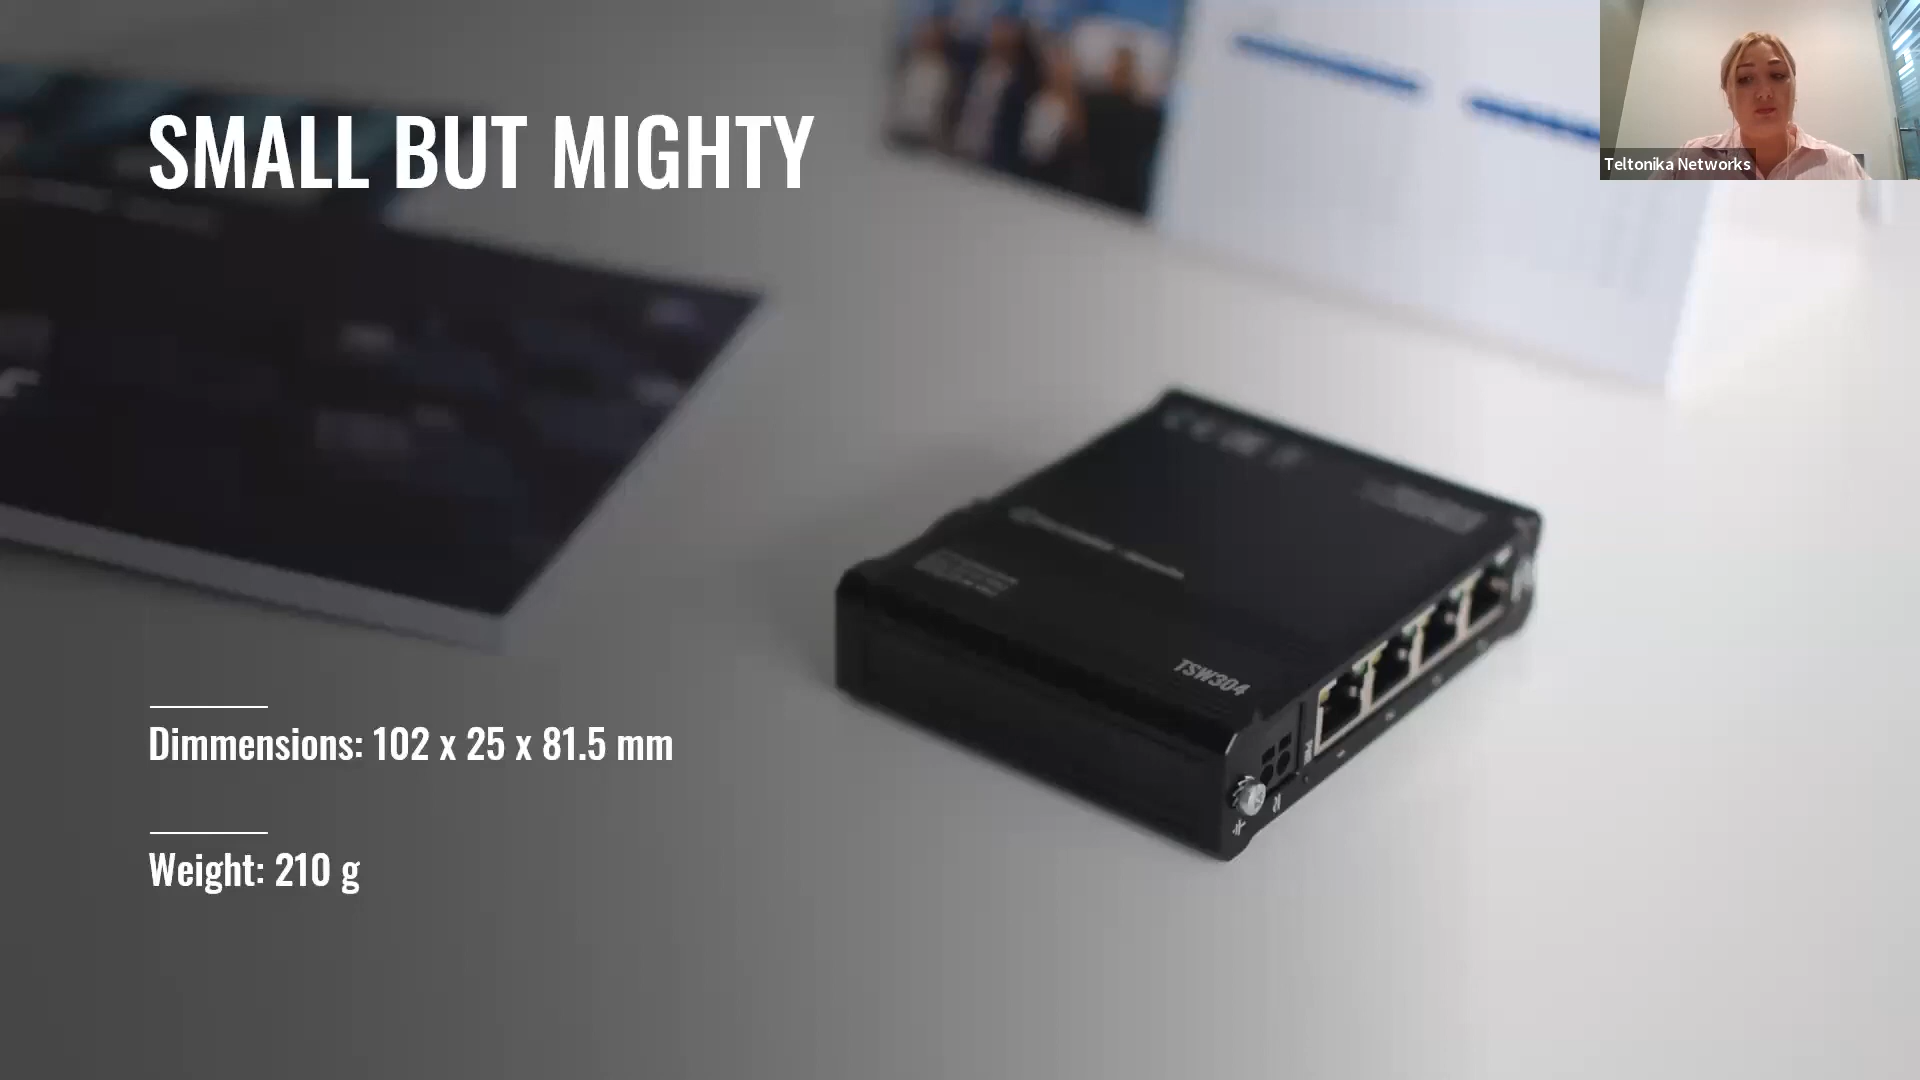 SMALL BUT MIGHTY
Teltonika Networks
TSW304
Dimmensions: 102 x 25 x 81.5 mm
Weight: 210 g